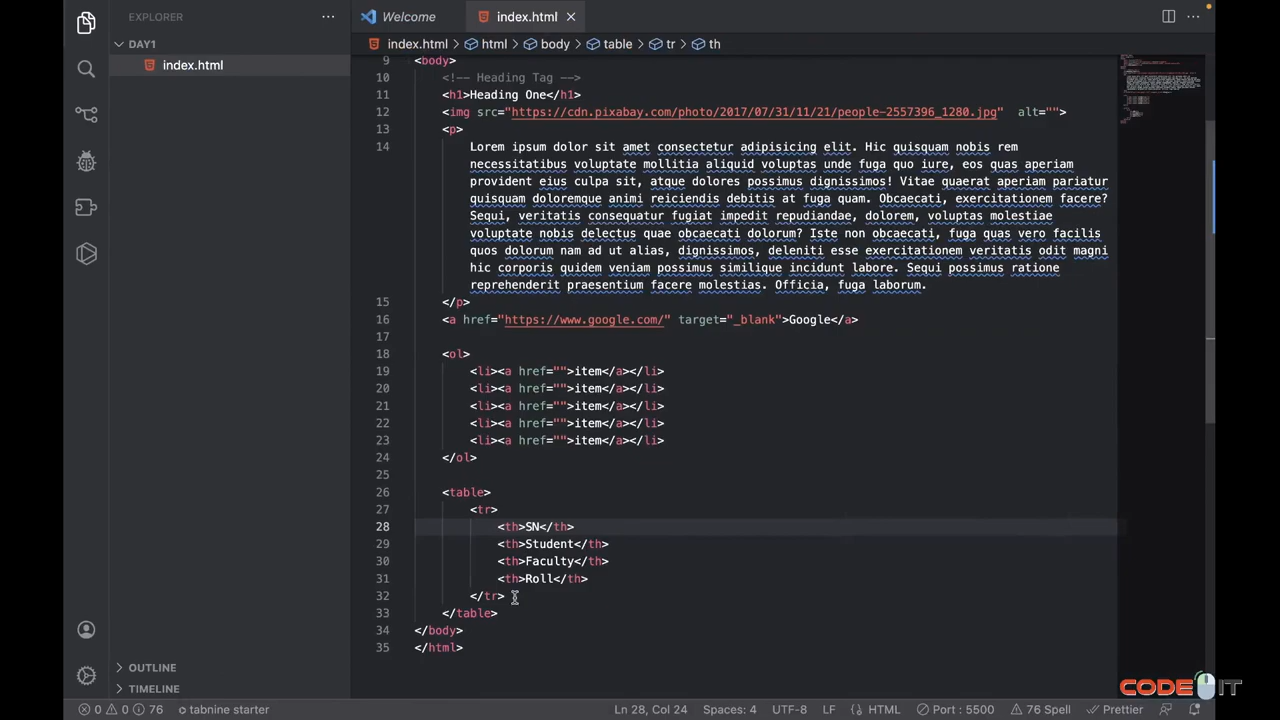 EXPLORER
DAY1
index.html
OUTLINE
TIMELINE
Welcome
index.html
index.html > html > body > table > tr > th
9 <body>
10 <!-- Heading Tag -->
11 <h1>Heading One</h1>
12 <img src="https://cdn.pixabay.com/photo/2017/07/31/11/21/people-2557396_1280.jpg" alt="">
13 <p>
14 Lorem ipsum dolor sit amet consectetur adipisicing elit. Hic quisquam nobis rem
necessitatibus voluptate mollitia aliquid voluptas unde fuga quo iure, eos quas aperiam
provident eius culpa sit, atque dolores possimus dignissimos! Vitae quaerat aperiam pariatur
quisquam doloremque animi reiciendis debitis at fuga quam. Obcaecati, exercitationem facere?
Sequi, veritatis consequatur fugiat impedit repudiandae, dolorem, voluptas molestiae
voluptate nobis delectus quae obcaecati dolorum? Iste non obcaecati, fuga quas vero facilis
quos dolorum nam ad ut alias, dignissimos, deleniti esse exercitationem veritatis odit magni
hic corporis quidem veniam possimus similique incidunt labore. Sequi possimus ratione
reprehenderit praesentium facere molestias. Officia, fuga laborum.
15 </p>
16 <a href="https://www.google.com/" target="_blank">Google</a>
17
18 <ol>
19 <li><a href="">item</a></li>
20 <li><a href="">item</a></li>
21 <li><a href="">item</a></li>
22 <li><a href="">item</a></li>
23 <li><a href="">item</a></li>
24 </ol>
25
26 <table>
27 <tr>
28 <th>SN</th>
29 <th>Student</th>
30 <th>Faculty</th>
31 <th>Roll</th>
32 </tr>
33 </table>
34 </body>
35 </html>
CODE IT
0 0 76 tabnine starter Ln 28, Col 24 Spaces: 4 UTF-8 LF {} HTML Port : 5500 76 Spell Prettier